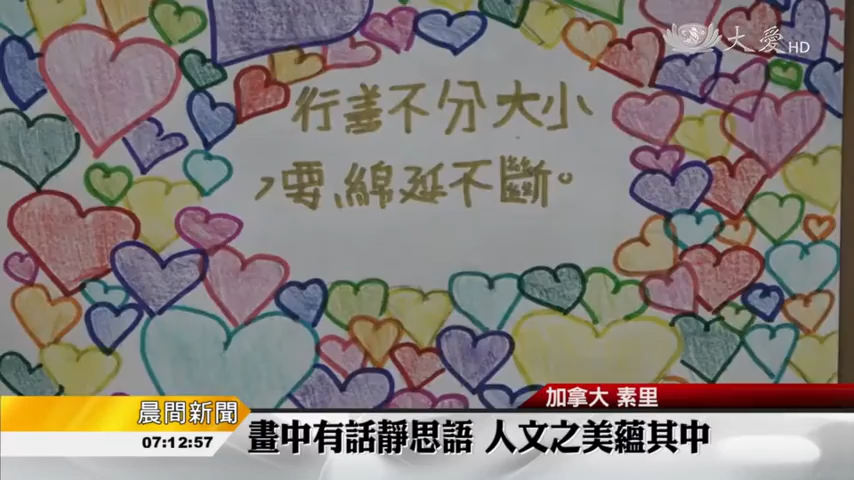 大愛HD
行善不分大小
，要綿延不斷。
加拿大 素里
晨間新聞
07:12:57
畫中有話靜思語 人文之美蘊其中